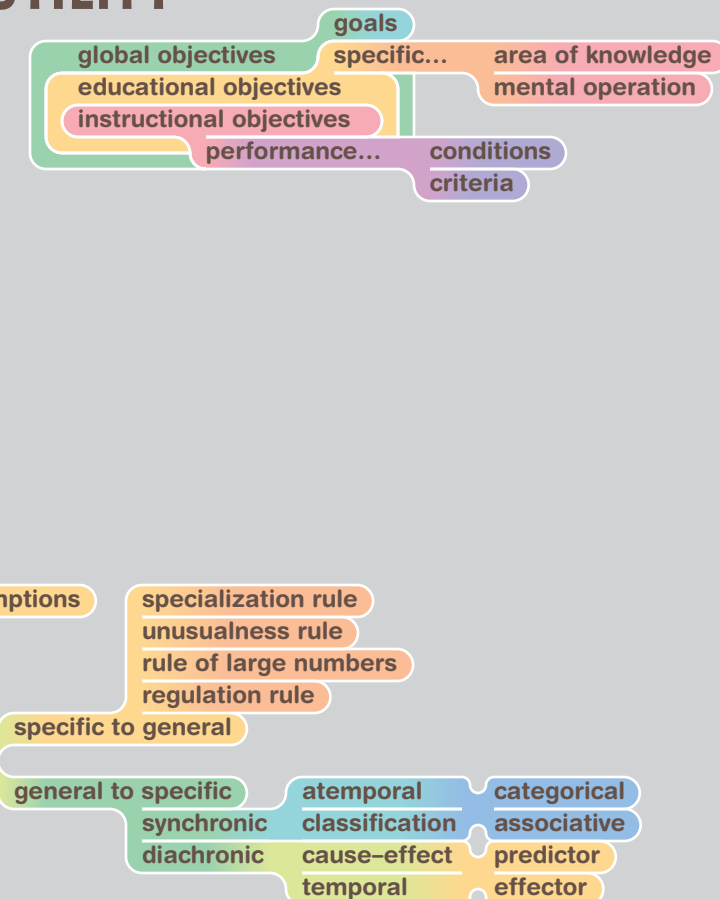 goals
global objectives specific... area of knowledge
educational objectives mental operation
instructional objectives
performance... conditions
criteria
specialization rule
unusualness rule
rule of large numbers
regulation rule
specific to general
general to specific atemporal categorical
synchronic classification associative
diachronic cause–effect predictor
temporal effector